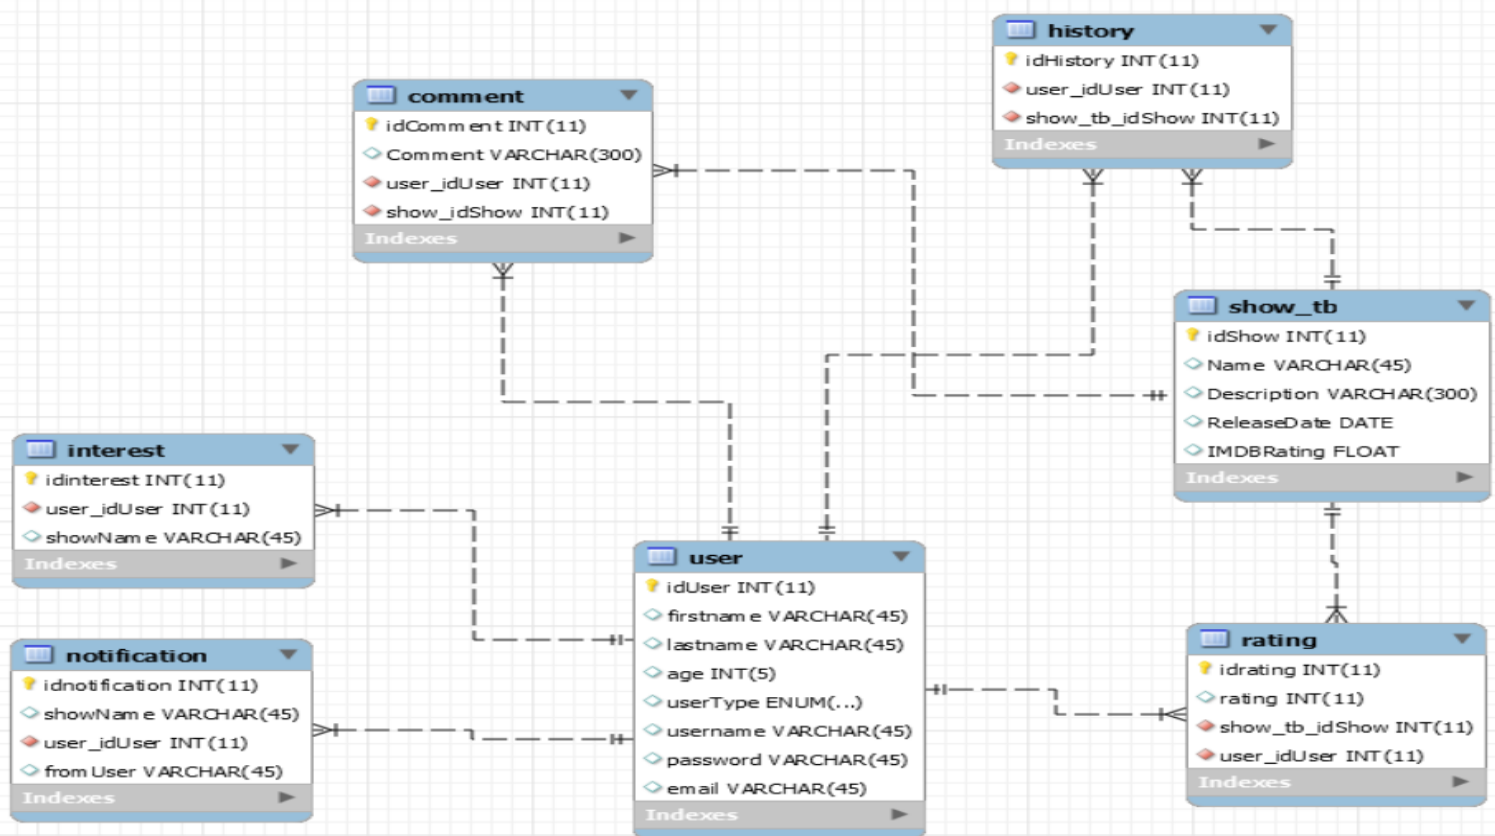 history
idHistory INT(11)
user_idUser INT(11)
show_tb_idShow INT(11)
Indexes
comment
idComment INT(11)
Comment VARCHAR(300)
user_idUser INT(11)
show_idShow INT(11)
Indexes
show_tb
idShow INT(11)
Name VARCHAR(45)
Description VARCHAR(300)
ReleaseDate DATE
IMDBRating FLOAT
Indexes
interest
idinterest INT(11)
user_idUser INT(11)
showName VARCHAR(45)
Indexes
user
idUser INT(11)
firstname VARCHAR(45)
lastname VARCHAR(45)
age INT(5)
userType ENUM(...)
username VARCHAR(45)
password VARCHAR(45)
email VARCHAR(45)
Indexes
notification
idnotification INT(11)
showName VARCHAR(45)
user_idUser INT(11)
fromUser VARCHAR(45)
Indexes
rating
idrating INT(11)
rating INT(11)
show_tb_idShow INT(11)
user_idUser INT(11)
Indexes